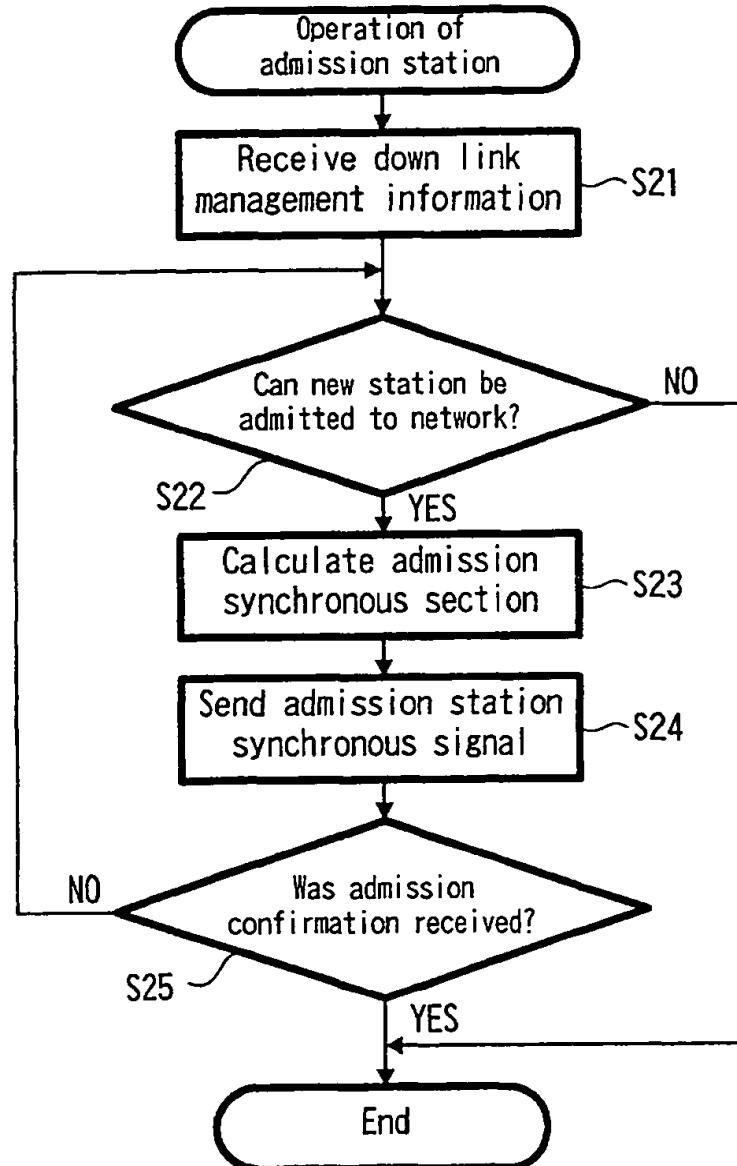 Operation of
admission station
Receive down link
management information
S21
Can new station be
admitted to network?
NO
S22
YES
Calculate admission
synchronous section
S23
Send admission station
synchronous signal
S24
NO
Was admission
confirmation received?
S25
YES
End